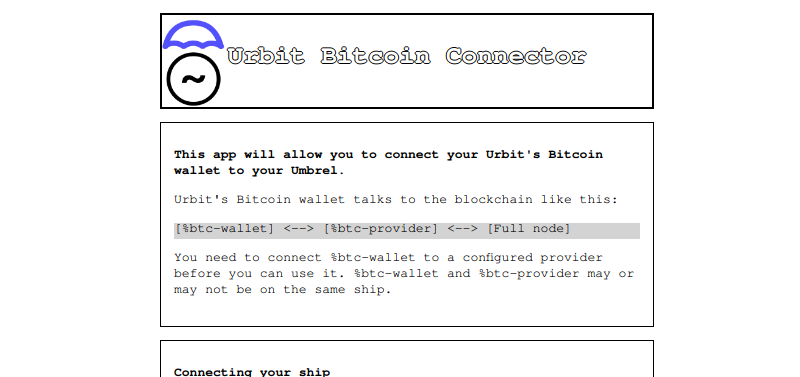 ~
Urbit Bitcoin Connector
This app will allow you to connect your Urbit's Bitcoin
wallet to your Umbrel.
Urbit's Bitcoin wallet talks to the blockchain like this:
[%btc-wallet] <--> [%btc-provider] <--> [Full node]
You need to connect %btc-wallet to a configured provider
before you can use it. %btc-wallet and %btc-provider may or
may not be on the same ship.
Connecting your ship